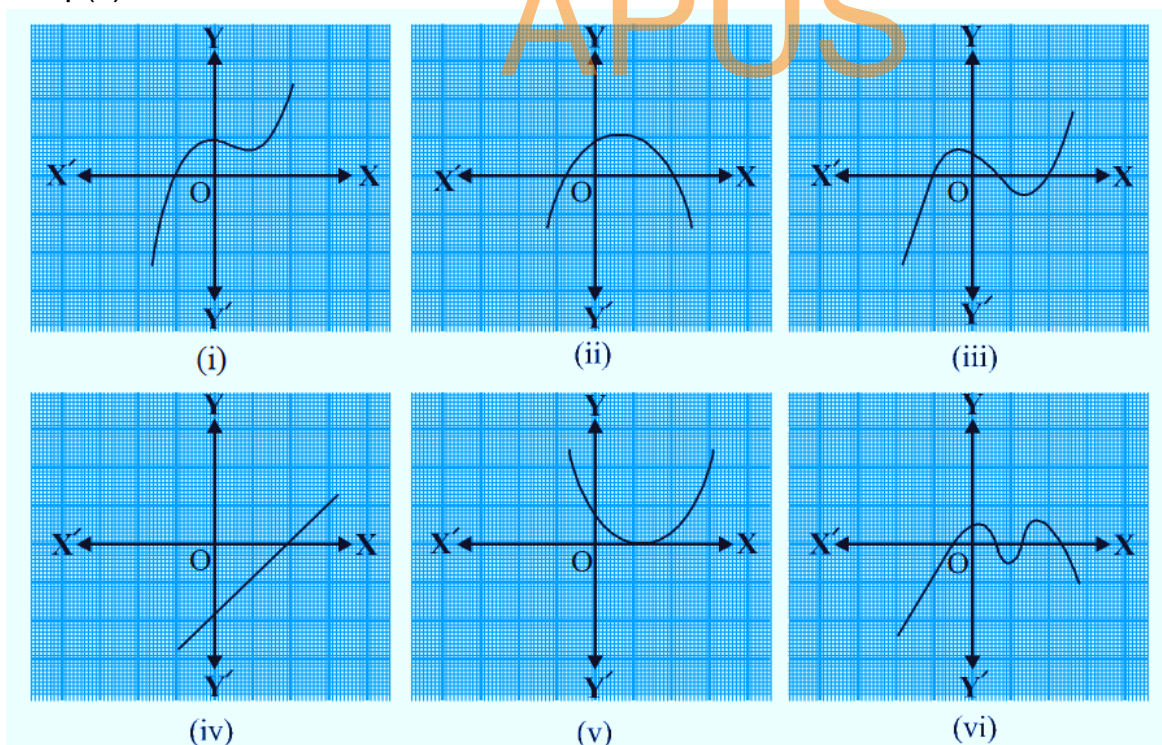 APUS
Y Y Y
X′ X X′ X X′ X
O O O
Y′ Y′ Y′
(i) (ii) (iii)
Y Y Y
X′ X X′ X X′ X
O O O
Y′ Y′ Y′
(iv) (v) (vi)